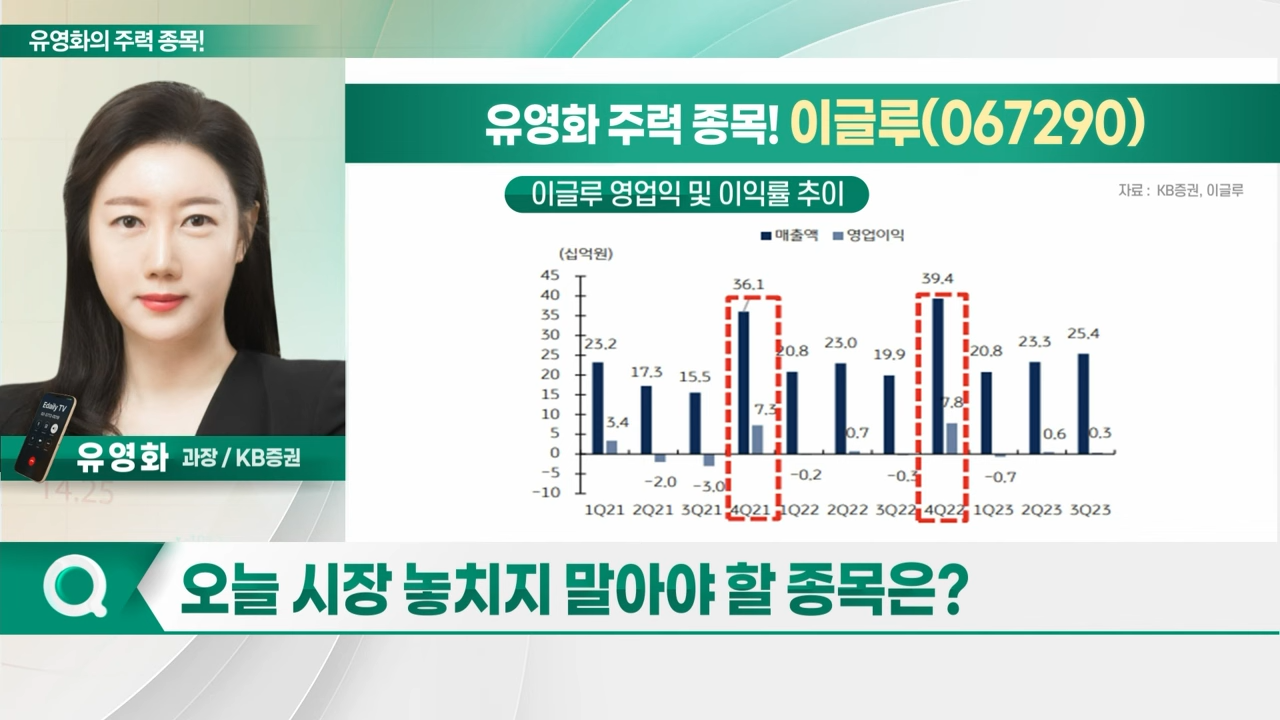 유영화의 주력 종목!
유영화 주력 종목! 이글루(067290)
이글루 영업익 및 이익률 추이
자료 : KB증권, 이글루
매출액 영업이익
(십억원)
45
40
35
30
25
20
15
10
5
0
-5
-10
23.2 17.3 15.5 36.1 20.8 23.0 19.9 39.4 20.8 23.3 25.4
3.4 -2.0 -3.0 7.3 -0.2 0.7 -0.3 7.8 -0.7 0.6 0.3
1Q21 2Q21 3Q21 4Q21 1Q22 2Q22 3Q22 4Q22 1Q23 2Q23 3Q23
Edaily TV
유영화 과장 / KB증권
14.25
오늘 시장 놓치지 말아야 할 종목은?